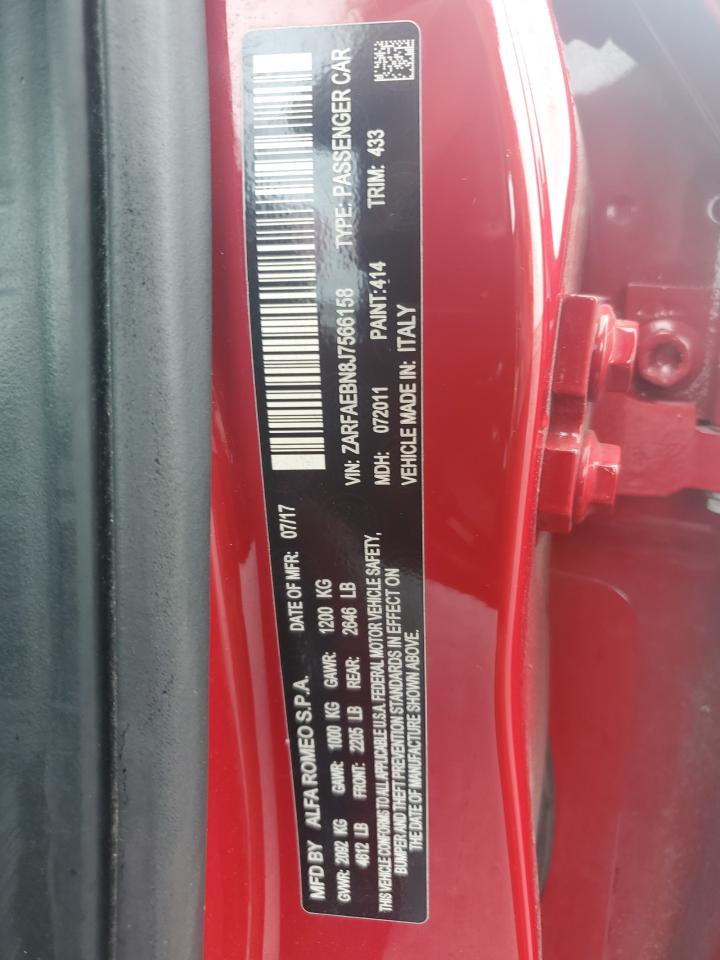 MFD BY ALFA ROMEO S.P.A. DATE OF MFR: 07/17
GVWR: 2092 KG GAWR: 1000 KG GAWR: 1200 KG
4612 LB FRONT: 2205 LB REAR: 2646 LB
THIS VEHICLE CONFORMS TO ALL APPLICABLE U.S.A. FEDERAL MOTOR VEHICLE SAFETY,
BUMPER AND THEFT PREVENTION STANDARDS IN EFFECT ON
THE DATE OF MANUFACTURE SHOWN ABOVE.
VIN: ZARFAEBN8J7566158 TYPE: PASSENGER CAR
MDH: 072011 PAINT: 414 TRIM: 433
VEHICLE MADE IN: ITALY